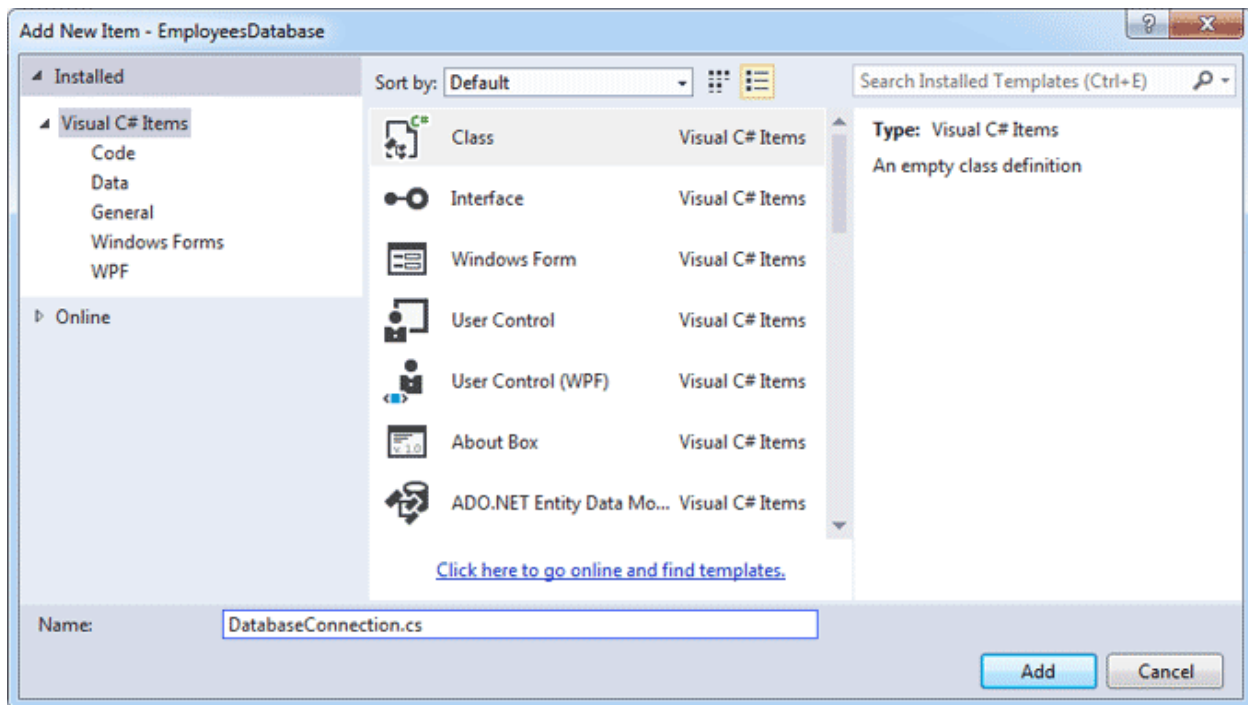 Add New Item - EmployeesDatabase
Installed
Sort by: Default
Search Installed Templates (Ctrl+E)
Visual C# Items
Code
Data
General
Windows Forms
WPF
Online
C#
Class Visual C# Items
Interface Visual C# Items
Windows Form Visual C# Items
User Control Visual C# Items
User Control (WPF) Visual C# Items
v. 1.0
About Box Visual C# Items
ADO.NET Entity Data Mo... Visual C# Items
Click here to go online and find templates.
Type: Visual C# Items
An empty class definition
Name: DatabaseConnection.cs
Add Cancel